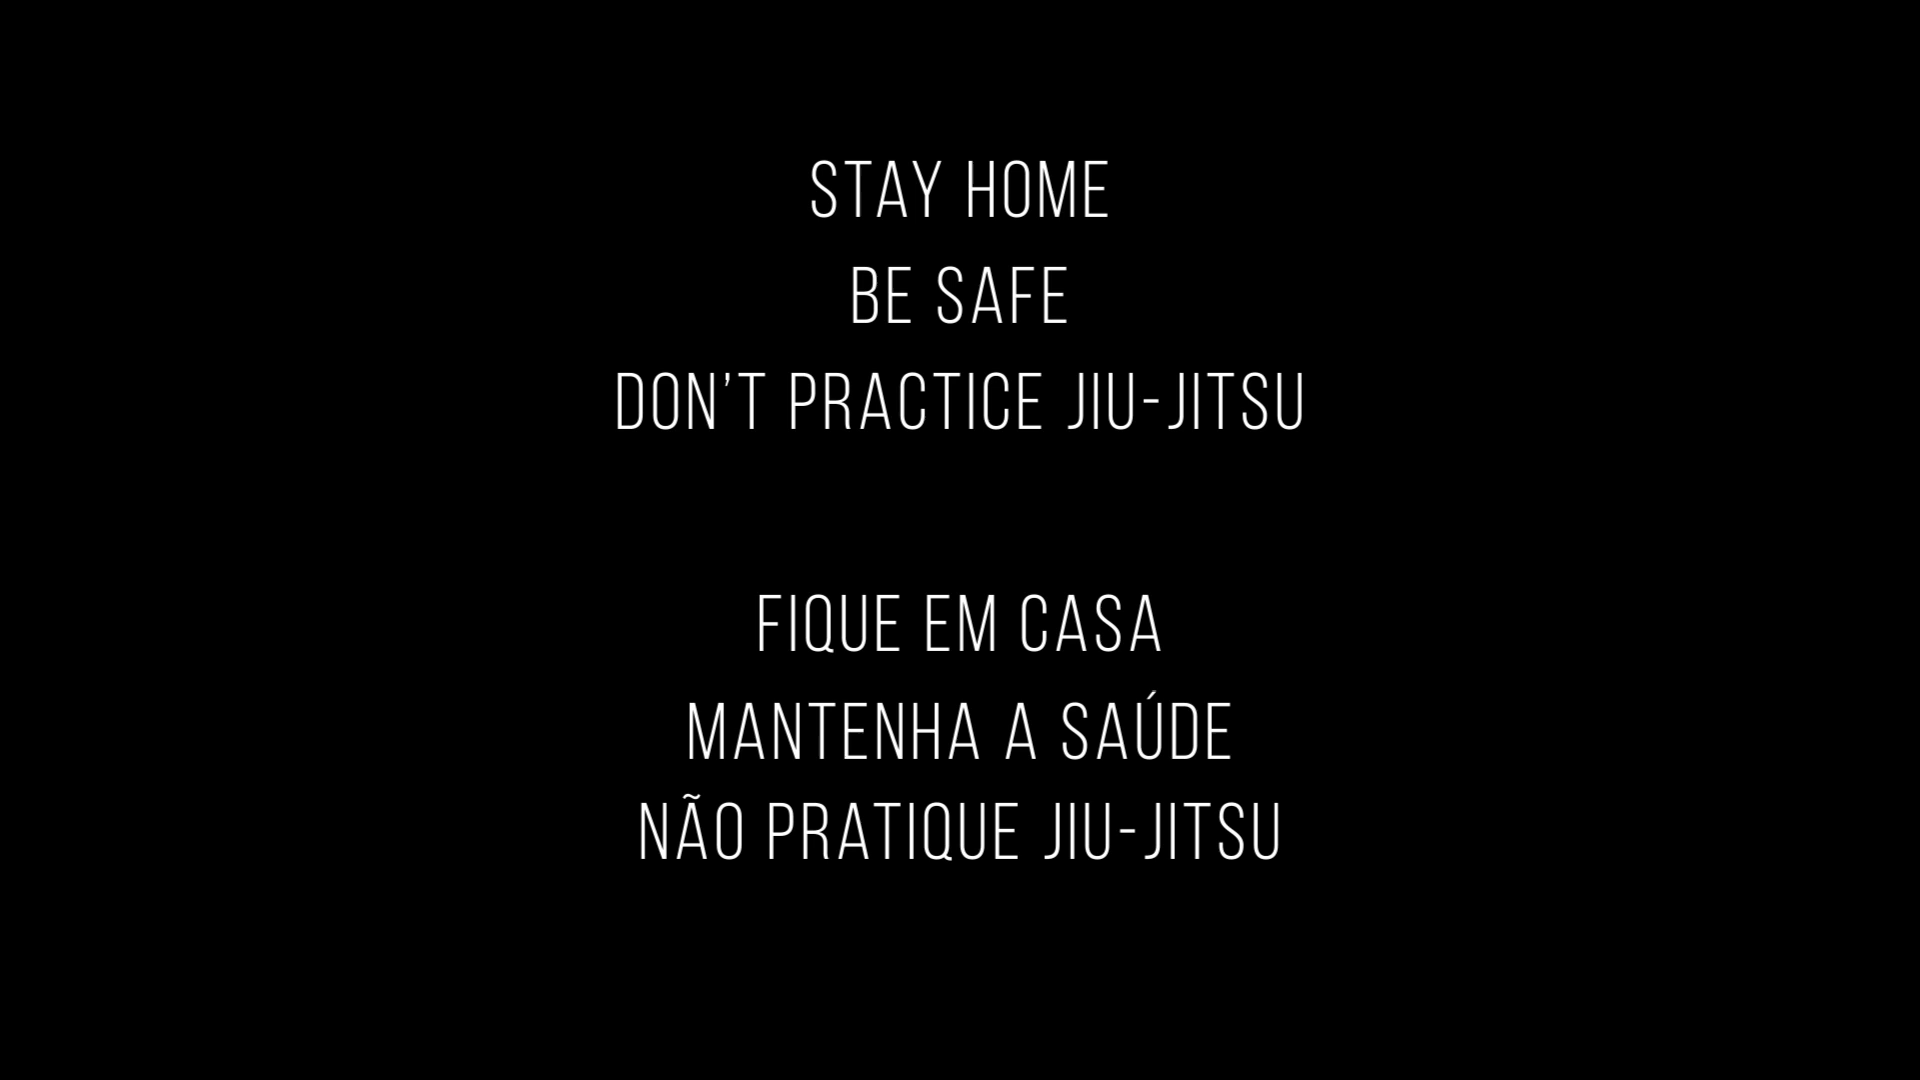 STAY HOME
BE SAFE
DON’T PRACTICE JIU-JITSU
FIQUE EM CASA
MANTENHA A SAÚDE
NÃO PRATIQUE JIU-JITSU